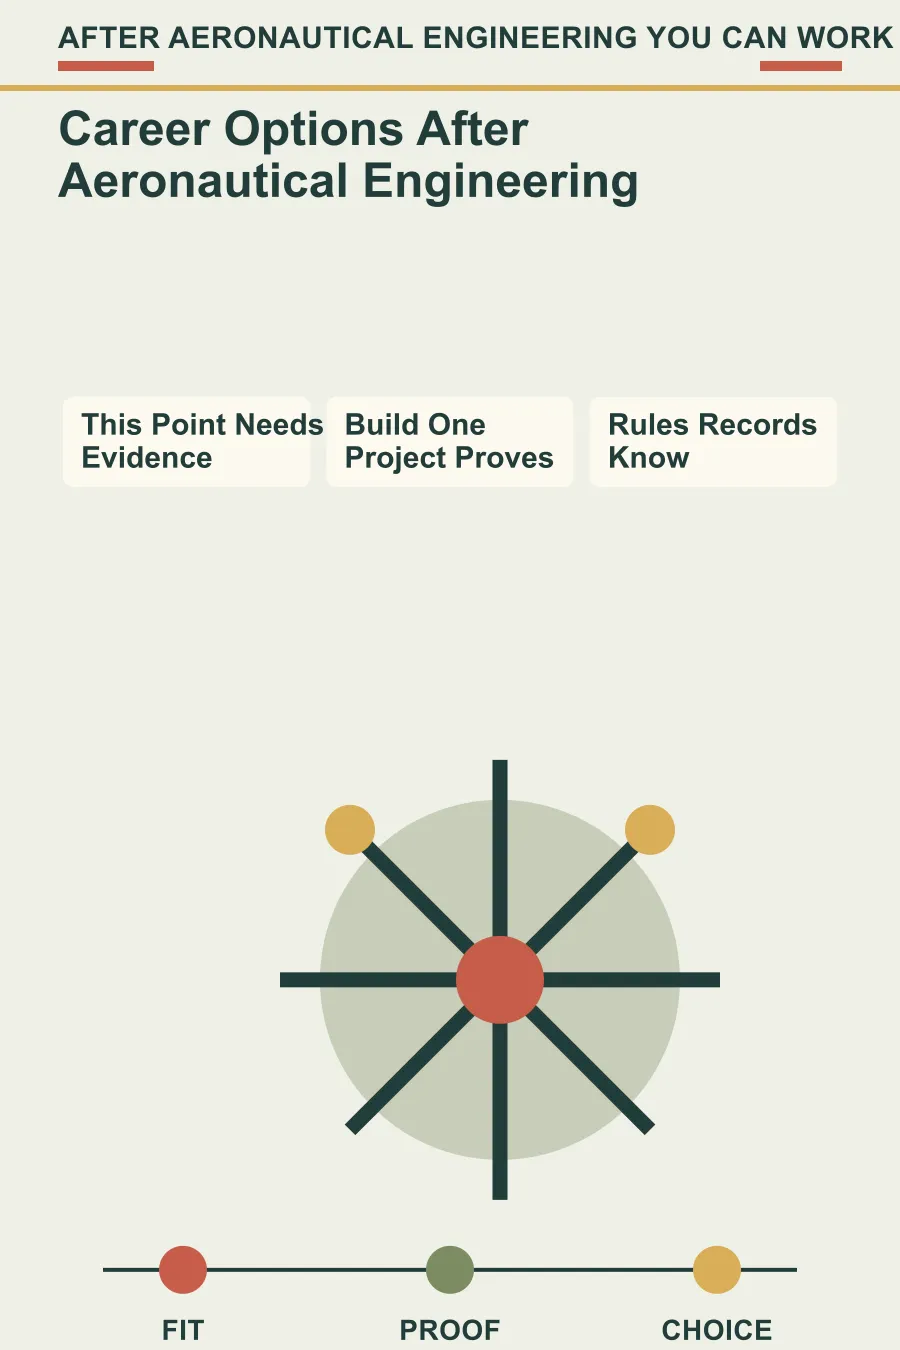 AFTER AERONAUTICAL ENGINEERING YOU CAN WORK
Career Options After
Aeronautical Engineering
This Point Needs
Evidence
Build One
Project Proves
Rules Records
Know
FIT
PROOF
CHOICE